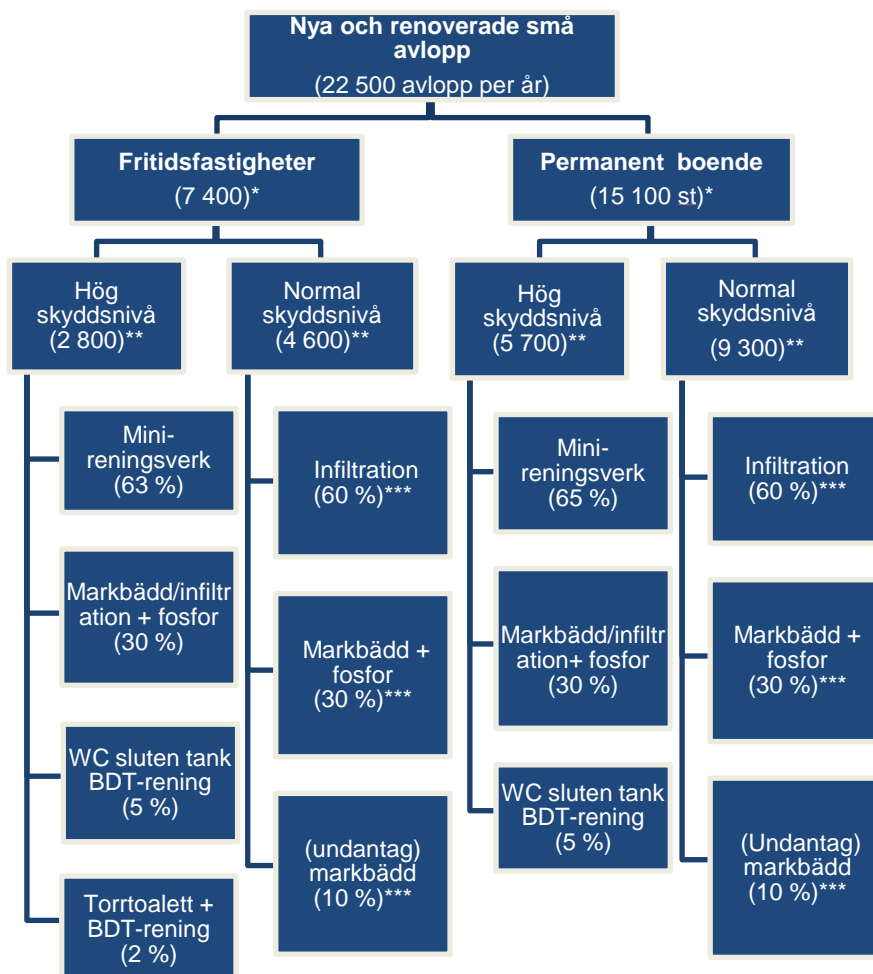 Nya och renoverade små
avlopp
(22 500 avlopp per år)
Fritidsfastigheter
(7 400)*
Permanent boende
(15 100 st)*
Hög
skyddsnivå
(2 800)**
Normal
skyddsnivå
(4 600)**
Hög
skyddsnivå
(5 700)**
Normal
skyddsnivå
(9 300)**
Mini-
reningsverk
(63 %)
Markbädd/infiltr
ation + fosfor
(30 %)
WC sluten tank
BDT-rening
(5 %)
Torrtoalett +
BDT-rening
(2 %)
Infiltration
(60 %)***
Markbädd +
fosfor
(30 %)***
(undantag)
markbädd
(10 %)***
Mini-
reningsverk
(65 %)
Markbädd/infiltr
ation+ fosfor
(30 %)
WC sluten tank
BDT-rening
(5 %)
Infiltration
(60 %)***
Markbädd +
fosfor
(30 %)***
(Undantag)
markbädd
(10 %)***